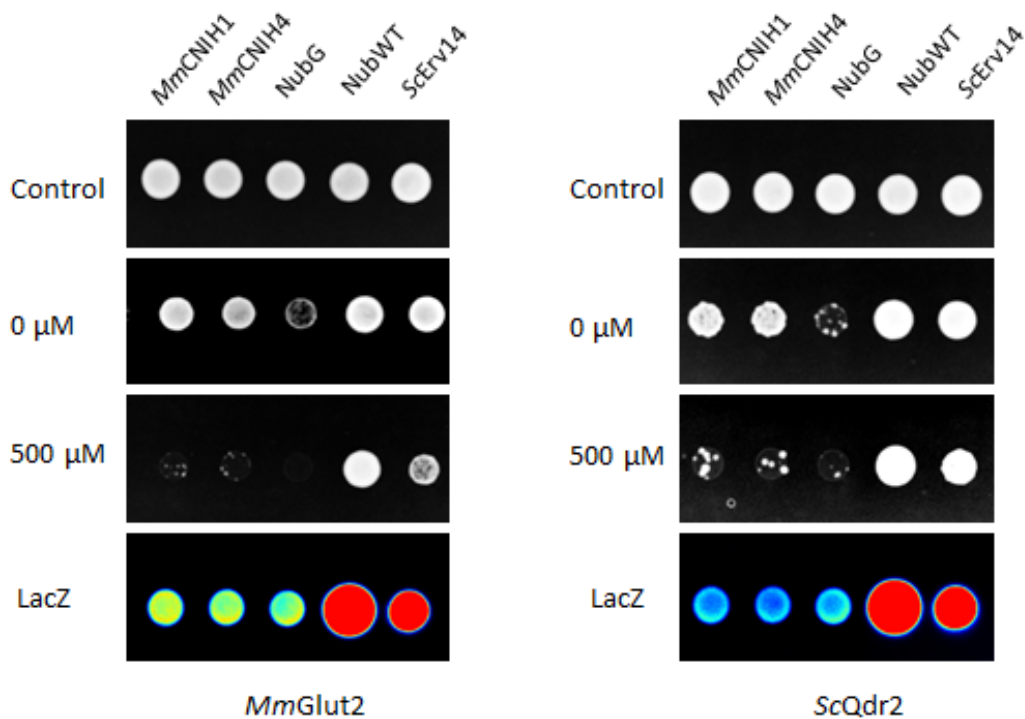 MmCNIH1 MmCNIH4 NubG NubWT ScErv14
Control
0 μM
500 μM
LacZ
MmGlut2
MmCNIH1 MmCNIH4 NubG NubWT ScErv14
Control
0 μM
500 μM
LacZ
ScQdr2